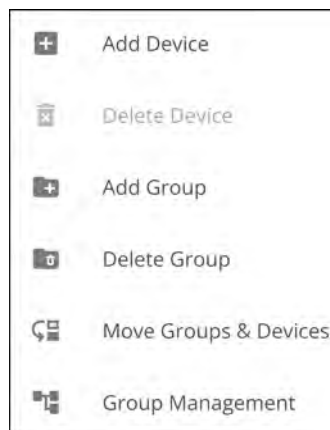 Add Device
Delete Device
Add Group
Delete Group
Move Groups & Devices
Group Management